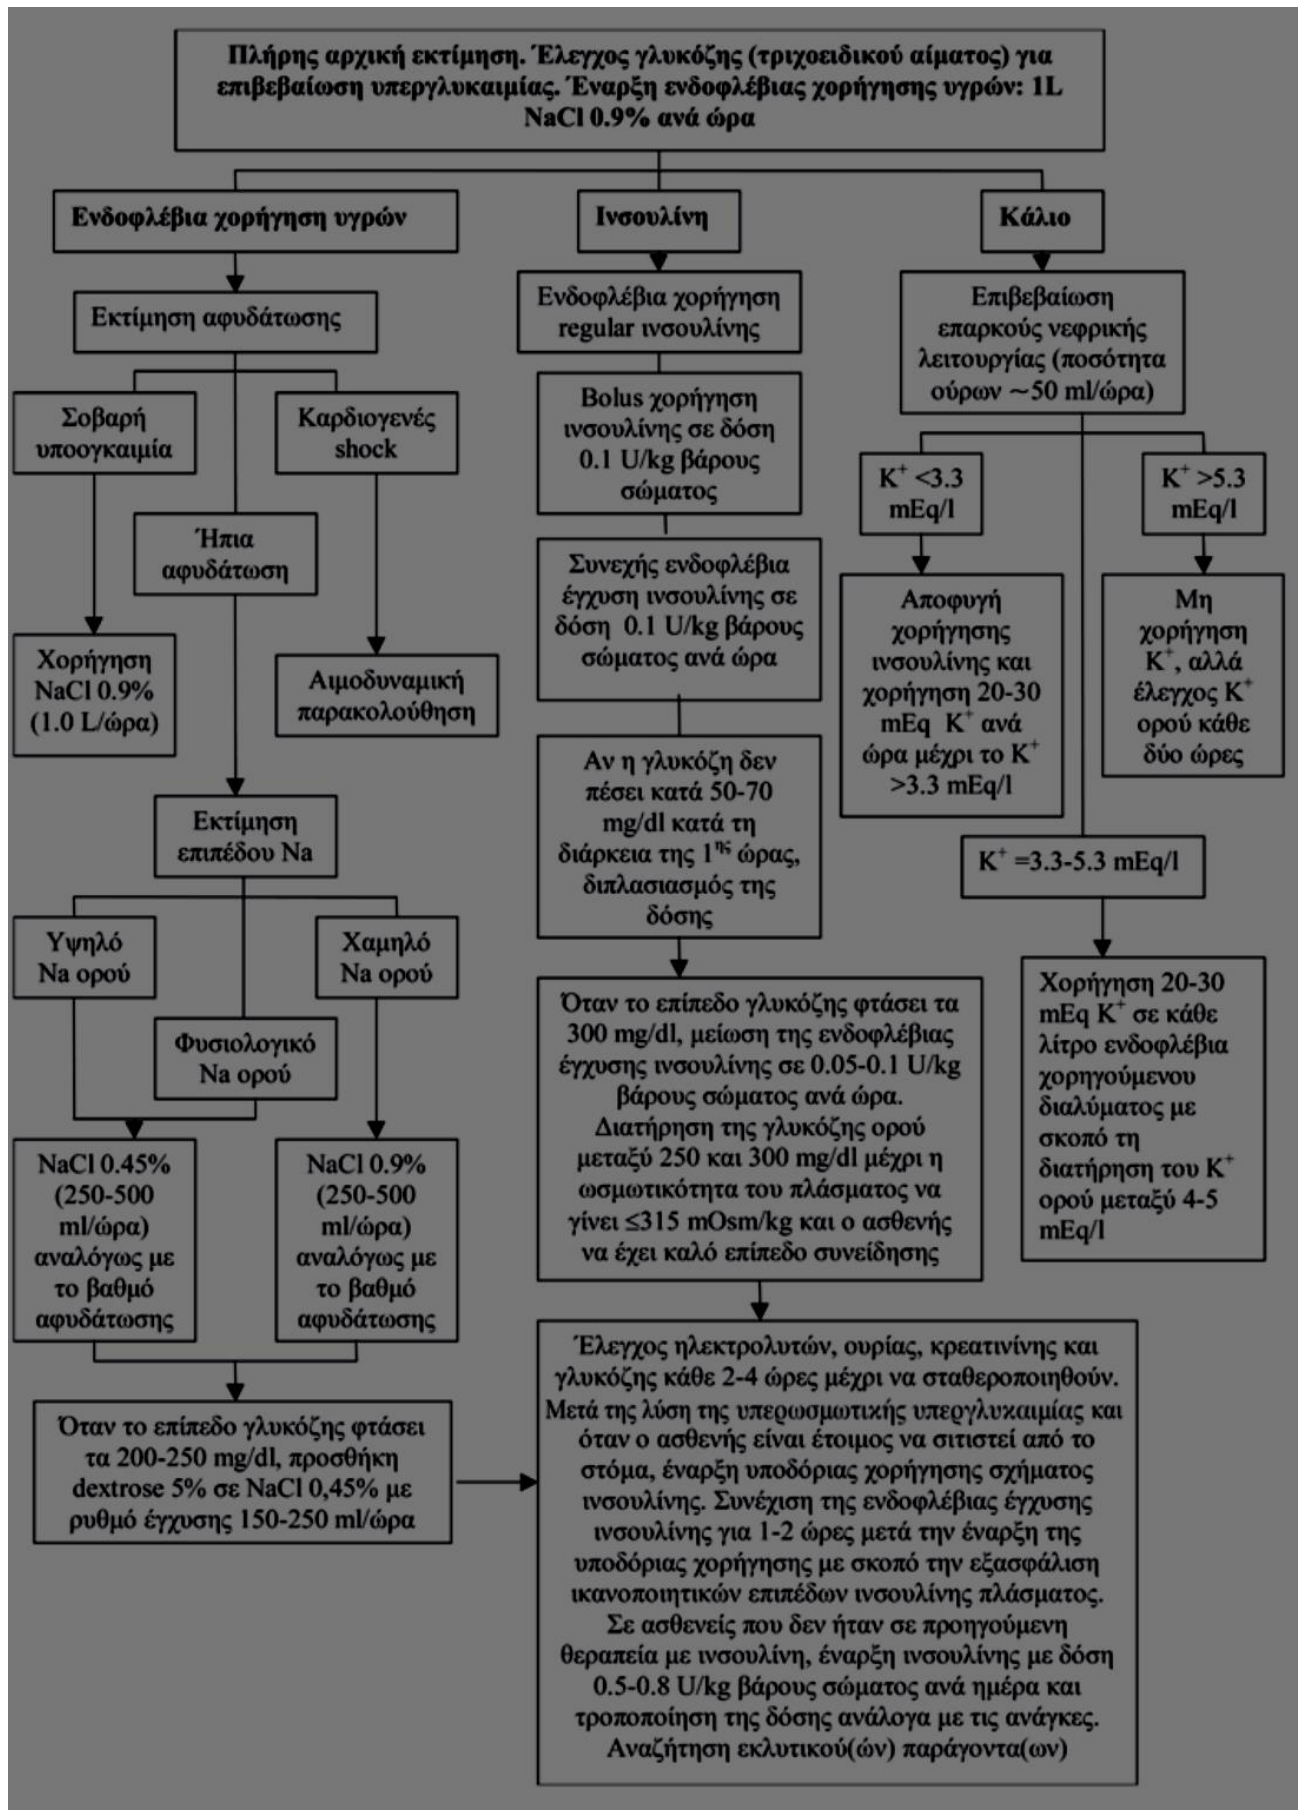 Πλήρης αρχική εκτίμηση. Έλεγχος γλυκόζης (τριχοειδικού αίματος) για
επιβεβαίωση υπεργλυκαιμίας. Έναρξη ενδοφλέβιας χορήγησης υγρών: 1L
NaCl 0.9% ανά ώρα
Ενδοφλέβια χορήγηση υγρών
Εκτίμηση αφυδάτωσης
Σοβαρή
υποογκαιμία
Καρδιογενές
shock
Ήπια
αφυδάτωση
Χορήγηση
NaCl 0.9%
(1.0 L/ώρα)
Αιμοδυναμική
παρακολούθηση
Εκτίμηση
επιπέδου Na
Υψηλό
Na ορού
Χαμηλό
Na ορού
Φυσιολογικό
Na ορού
NaCl 0.45%
(250-500
ml/ώρα)
αναλόγως με
το βαθμό
αφυδάτωσης
NaCl 0.9%
(250-500
ml/ώρα)
αναλόγως με
το βαθμό
αφυδάτωσης
Όταν το επίπεδο γλυκόζης φτάσει
τα 200-250 mg/dl, προσθήκη
dextrose 5% σε NaCl 0,45% με
ρυθμό έγχυσης 150-250 ml/ώρα
Ινσουλίνη
Ενδοφλέβια χορήγηση
regular ινσουλίνης
Bolus χορήγηση
ινσουλίνης σε δόση
0.1 U/kg βάρους
σώματος
Συνεχής ενδοφλέβια
έγχυση ινσουλίνης σε
δόση 0.1 U/kg βάρους
σώματος ανά ώρα
Αν η γλυκόζη δεν
πέσει κατά 50-70
mg/dl κατά τη
διάρκεια της 1ης ώρας,
διπλασιασμός της
δόσης
Όταν το επίπεδο γλυκόζης φτάσει τα
300 mg/dl, μείωση της ενδοφλέβιας
έγχυσης ινσουλίνης σε 0.05-0.1 U/kg
βάρους σώματος ανά ώρα.
Διατήρηση της γλυκόζης ορού
μεταξύ 250 και 300 mg/dl μέχρι η
ωσμωτικότητα του πλάσματος να
γίνει ≤315 mOsm/kg και ο ασθενής
να έχει καλό επίπεδο συνείδησης
Κάλιο
Επιβεβαίωση
επαρκούς νεφρικής
λειτουργίας (ποσότητα
ούρων ~50 ml/ώρα)
K+ <3.3
mEq/l
K+ >5.3
mEq/l
Αποφυγή
χορήγησης
ινσουλίνης και
χορήγηση 20-30
mEq K+ ανά
ώρα μέχρι το K+
>3.3 mEq/l
Μη
χορήγηση
K+, αλλά
έλεγχος K+
ορού κάθε
δύο ώρες
K+ =3.3-5.3 mEq/l
Χορήγηση 20-30
mEq K+ σε κάθε
λίτρο ενδοφλέβια
χορηγούμενου
διαλύματος με
σκοπό τη
διατήρηση του K+
ορού μεταξύ 4-5
mEq/l
Έλεγχος ηλεκτρολυτών, ουρίας, κρεατινίνης και
γλυκόζης κάθε 2-4 ώρες μέχρι να σταθεροποιηθούν.
Μετά της λύση της υπερωσμωτικής υπεργλυκαιμίας και
όταν ο ασθενής είναι έτοιμος να σιτιστεί από το
στόμα, έναρξη υποδόριας χορήγησης σχήματος
ινσουλίνης. Συνέχιση της ενδοφλέβιας έγχυσης
ινσουλίνης για 1-2 ώρες μετά την έναρξη της
υποδόριας χορήγησης με σκοπό την εξασφάλιση
ικανοποιητικών επιπέδων ινσουλίνης πλάσματος.
Σε ασθενείς που δεν ήταν σε προηγούμενη
θεραπεία με ινσουλίνη, έναρξη ινσουλίνης με δόση
0.5-0.8 U/kg βάρους σώματος ανά ημέρα και
τροποποίηση της δόσης ανάλογα με τις ανάγκες.
Αναζήτηση εκλυτικού(ών) παράγοντα(ων)